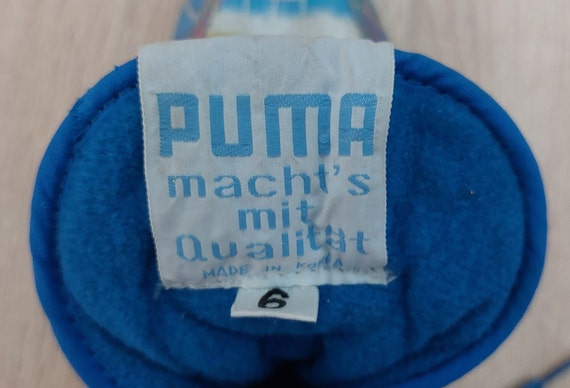 PUMA
macht's
mit
Qualität
MADE IN KOREA
6